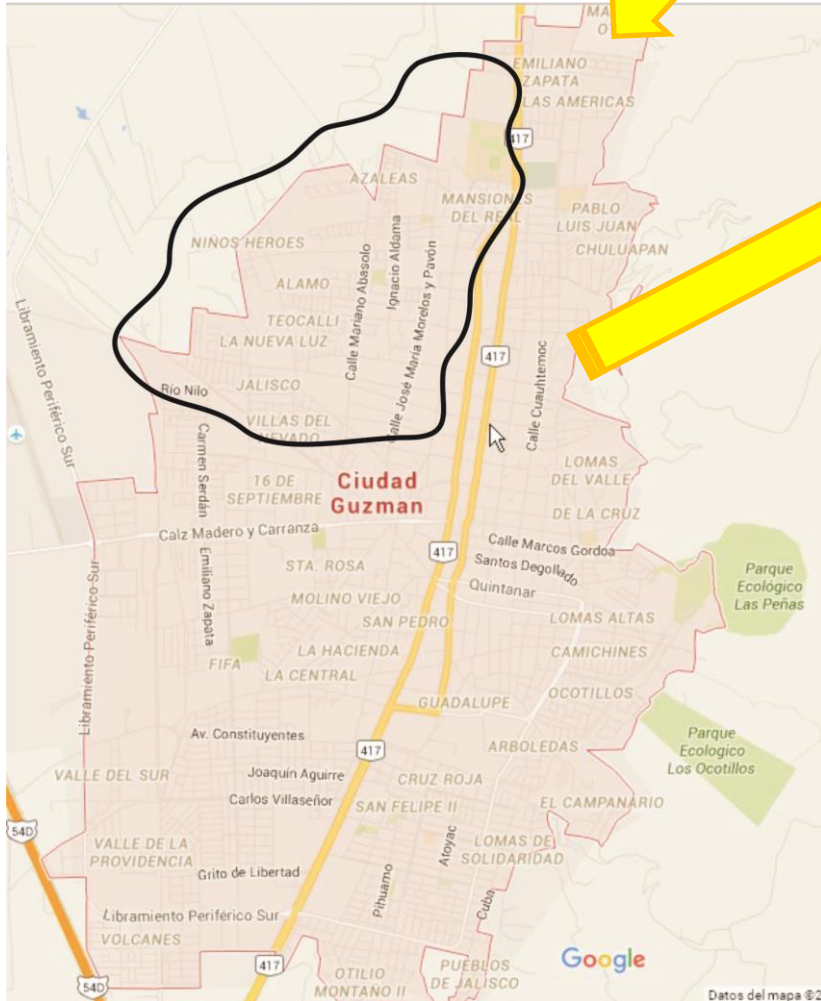 MA
O
EMILIANO
ZAPATA
LAS AMERICAS
417
AZALEAS
MANSIONES
DEL REAL
PABLO
LUIS JUAN
CHULUAPAN
NIÑOS HEROES
Calle Mariano Abasolo
Ignacio Aldama
Calle José María Morelos y Pavón
ALAMO
TEOCALLI
LA NUEVA LUZ
Libramiento Periférico Sur
417
Calle Cuauhtemoc
Río Nilo
JALISCO
VILLAS DEL
NEVADO
Carmen Serdán
16 DE
SEPTIEMBRE
Ciudad
Guzman
LOMAS
DEL VALLE
DE LA CRUZ
Calz Madero y Carranza
417
Calle Marcos Gordoa
Santos Degollado
Quintanar
Emiliano Zapata
STA. ROSA
MOLINO VIEJO
SAN PEDRO
Parque
Ecológico
Las Peñas
LOMAS ALTAS
CAMICHINES
OCOTILLOS
Libramiento Periférico Sur
FIFA
LA HACIENDA
LA CENTRAL
GUADALUPE
Av. Constituyentes
417
ARBOLEDAS
Parque
Ecologico
Los Ocotillos
VALLE DEL SUR
Joaquín Aguirre
Carlos Villaseñor
CRUZ ROJA
SAN FELIPE II
EL CAMPANARIO
54D
VALLE DE LA
PROVIDENCIA
Grito de Libertad
Pihuamo
Atoyac
LOMAS DE
SOLIDARIDAD
Cuba
Libramiento Periférico Sur
VOLCANES
417
54D
OTILIO
MONTAÑO II
PUEBLOS
DE JALISCO
Google
Datos del mapa ©2